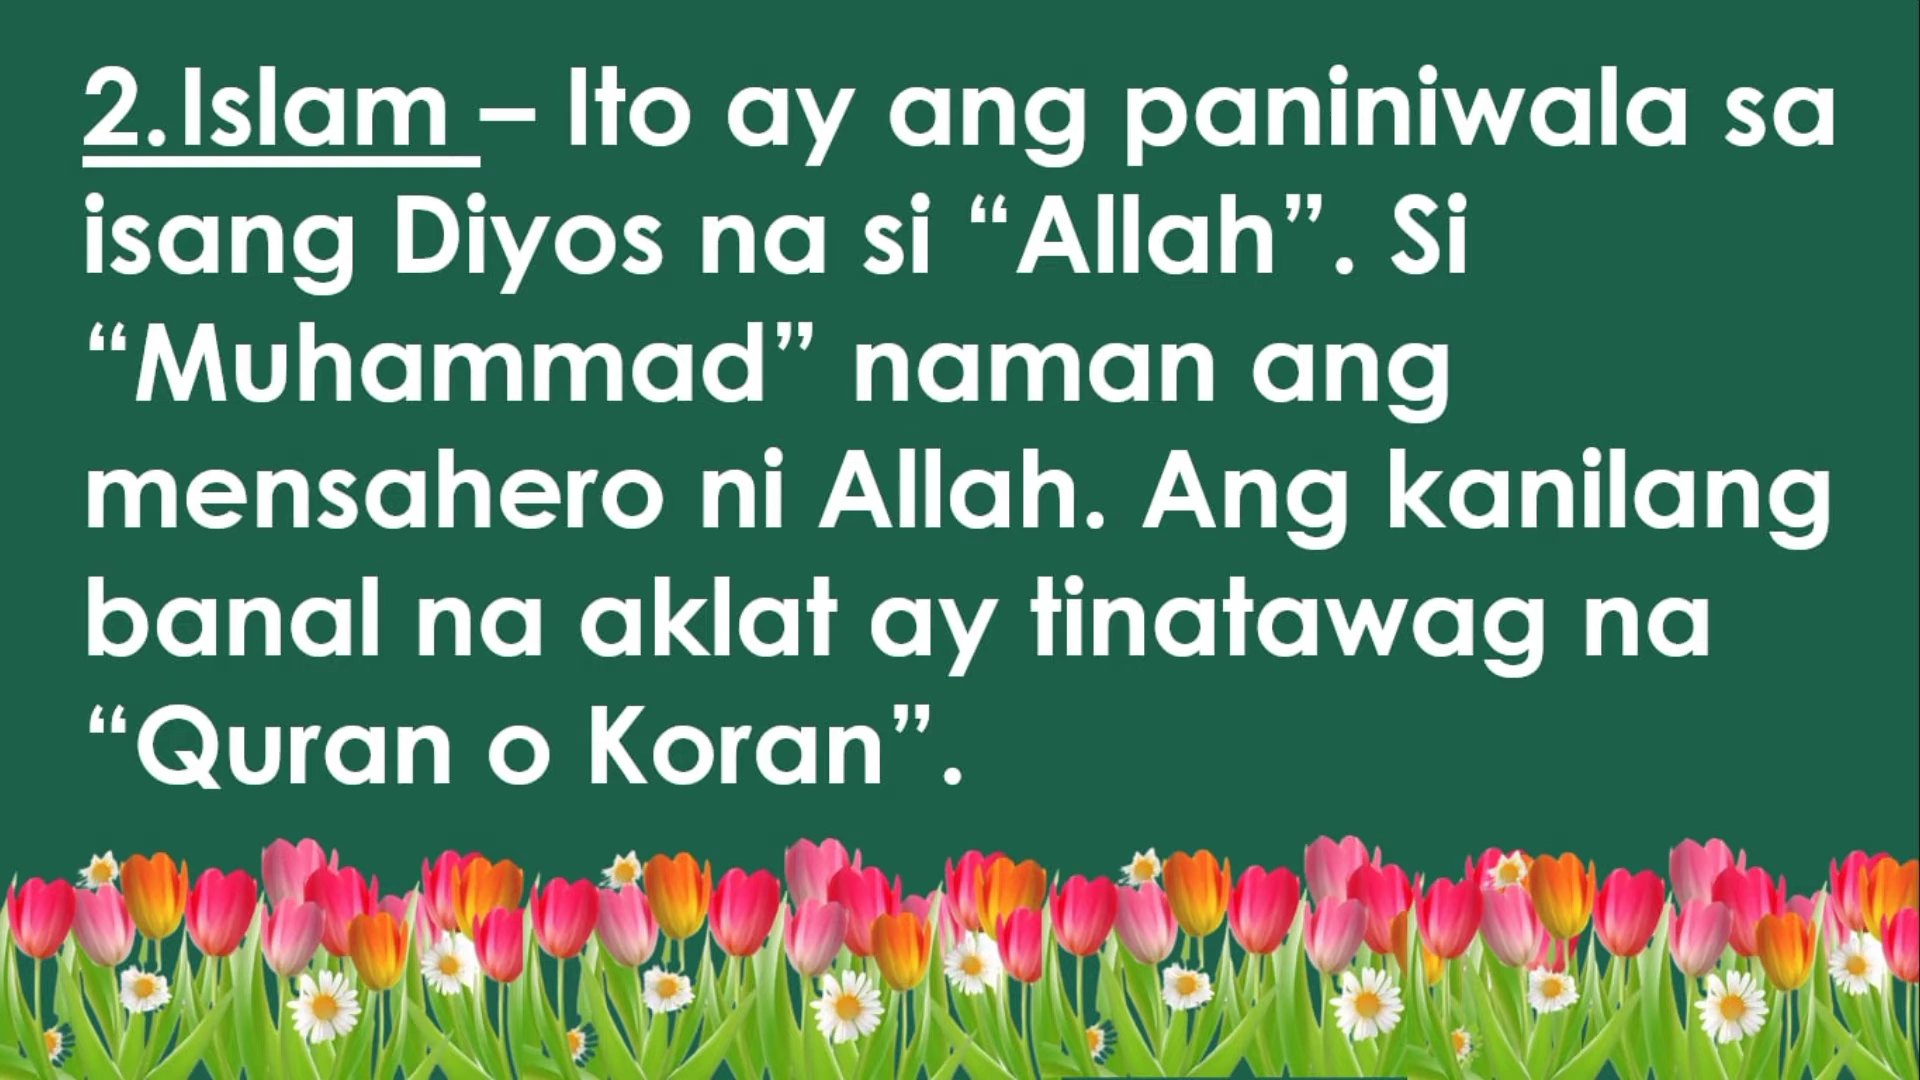 2.Islam – Ito ay ang paniniwala sa
isang Diyos na si “Allah”. Si
“Muhammad” naman ang
mensahero ni Allah. Ang kanilang
banal na aklat ay tinatawag na
“Quran o Koran”.